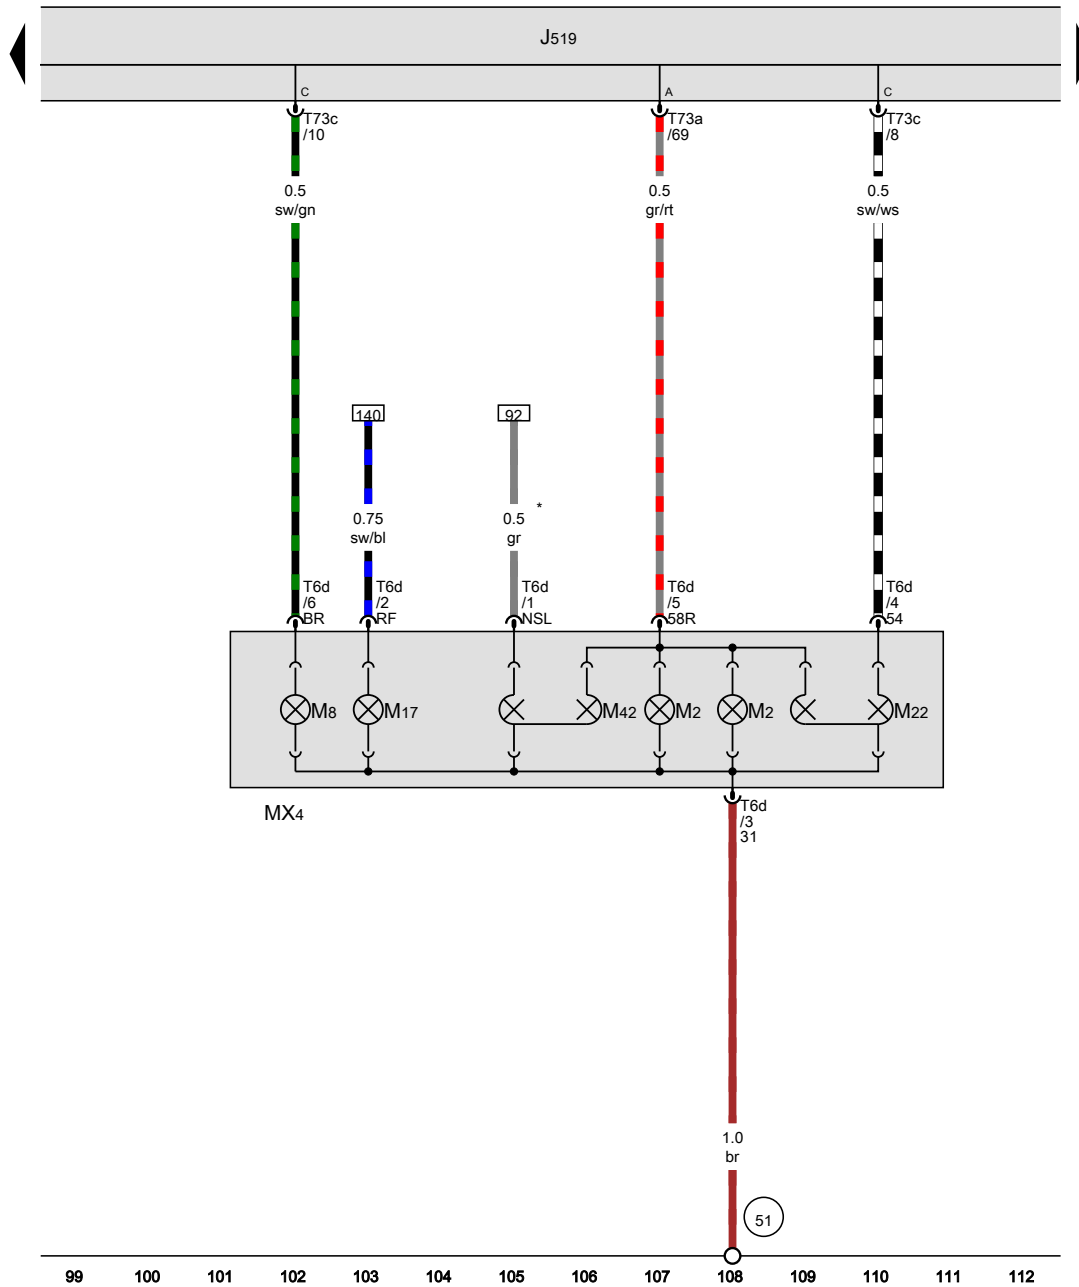 J519
C
A
C
T73c
/10
T73a
/69
T73c
/8
0.5
sw/gn
0.5
gr/rt
0.5
sw/ws
140
92
0.75
sw/bl
0.5
gr
*
T6d
/6
BR
T6d
/2
RF
T6d
/1
NSL
T6d
/5
58R
T6d
/4
54
M8
M17
M42
M2
M2
M22
MX4
T6d
/3
31
1.0
br
51
99 100 101 102 103 104 105 106 107 108 109 110 111 112